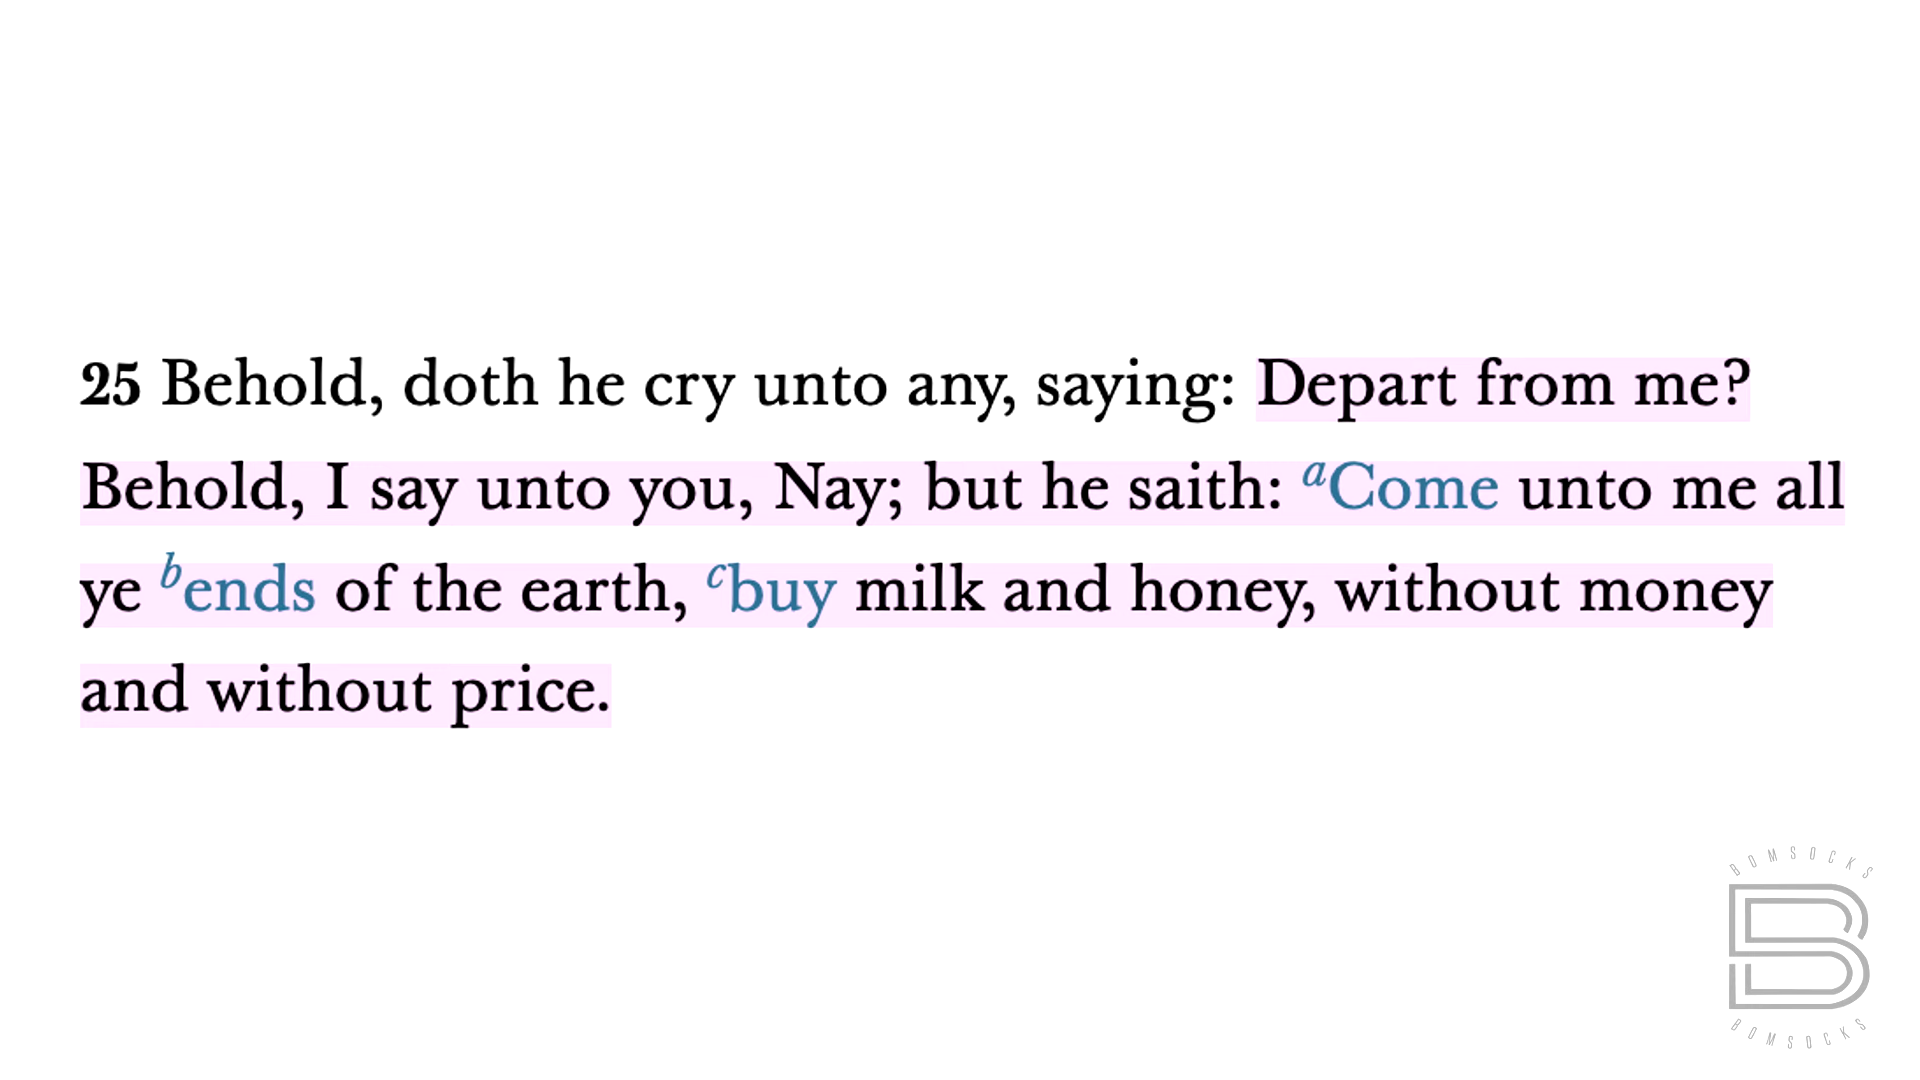 25 Behold, doth he cry unto any, saying: Depart from me?
Behold, I say unto you, Nay; but he saith: aCome unto me all
ye bends of the earth, cbuy milk and honey, without money
and without price.
BOMSOCKS
B
BOMSOCKS